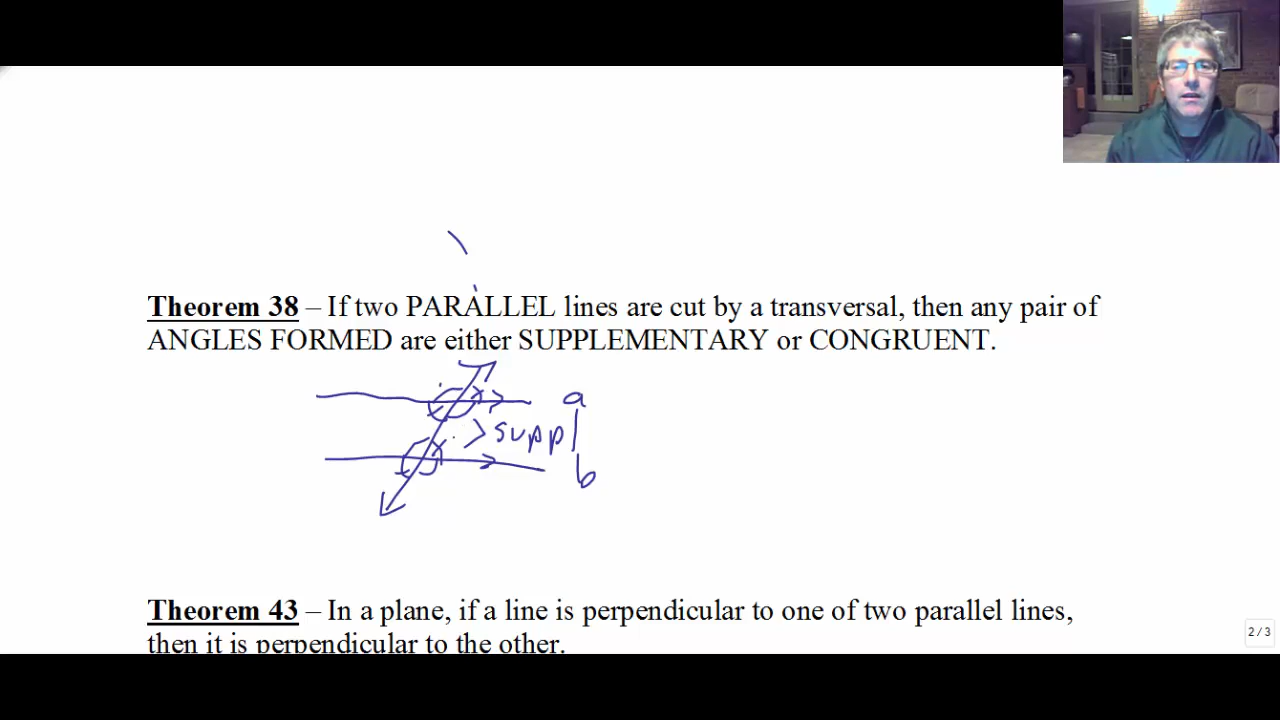 Theorem 38 – If two PARALLEL lines are cut by a transversal, then any pair of
ANGLES FORMED are either SUPPLEMENTARY or CONGRUENT.
a
> suppl
b
Theorem 43 – In a plane, if a line is perpendicular to one of two parallel lines,
then it is perpendicular to the other.
2 / 3